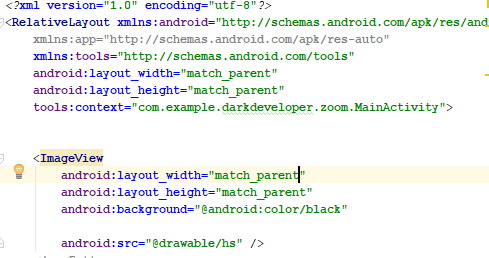 <?xml version="1.0" encoding="utf-8"?>
<RelativeLayout xmlns:android="http://schemas.android.com/apk/res/and
xmlns:app="http://schemas.android.com/apk/res-auto"
xmlns:tools="http://schemas.android.com/tools"
android:layout_width="match_parent"
android:layout_height="match_parent"
tools:context="com.example.darkdeveloper.zoom.MainActivity">
<ImageView
android:layout_width="match_parent"
android:layout_height="match_parent"
android:background="@android:color/black"
android:src="@drawable/hs" />